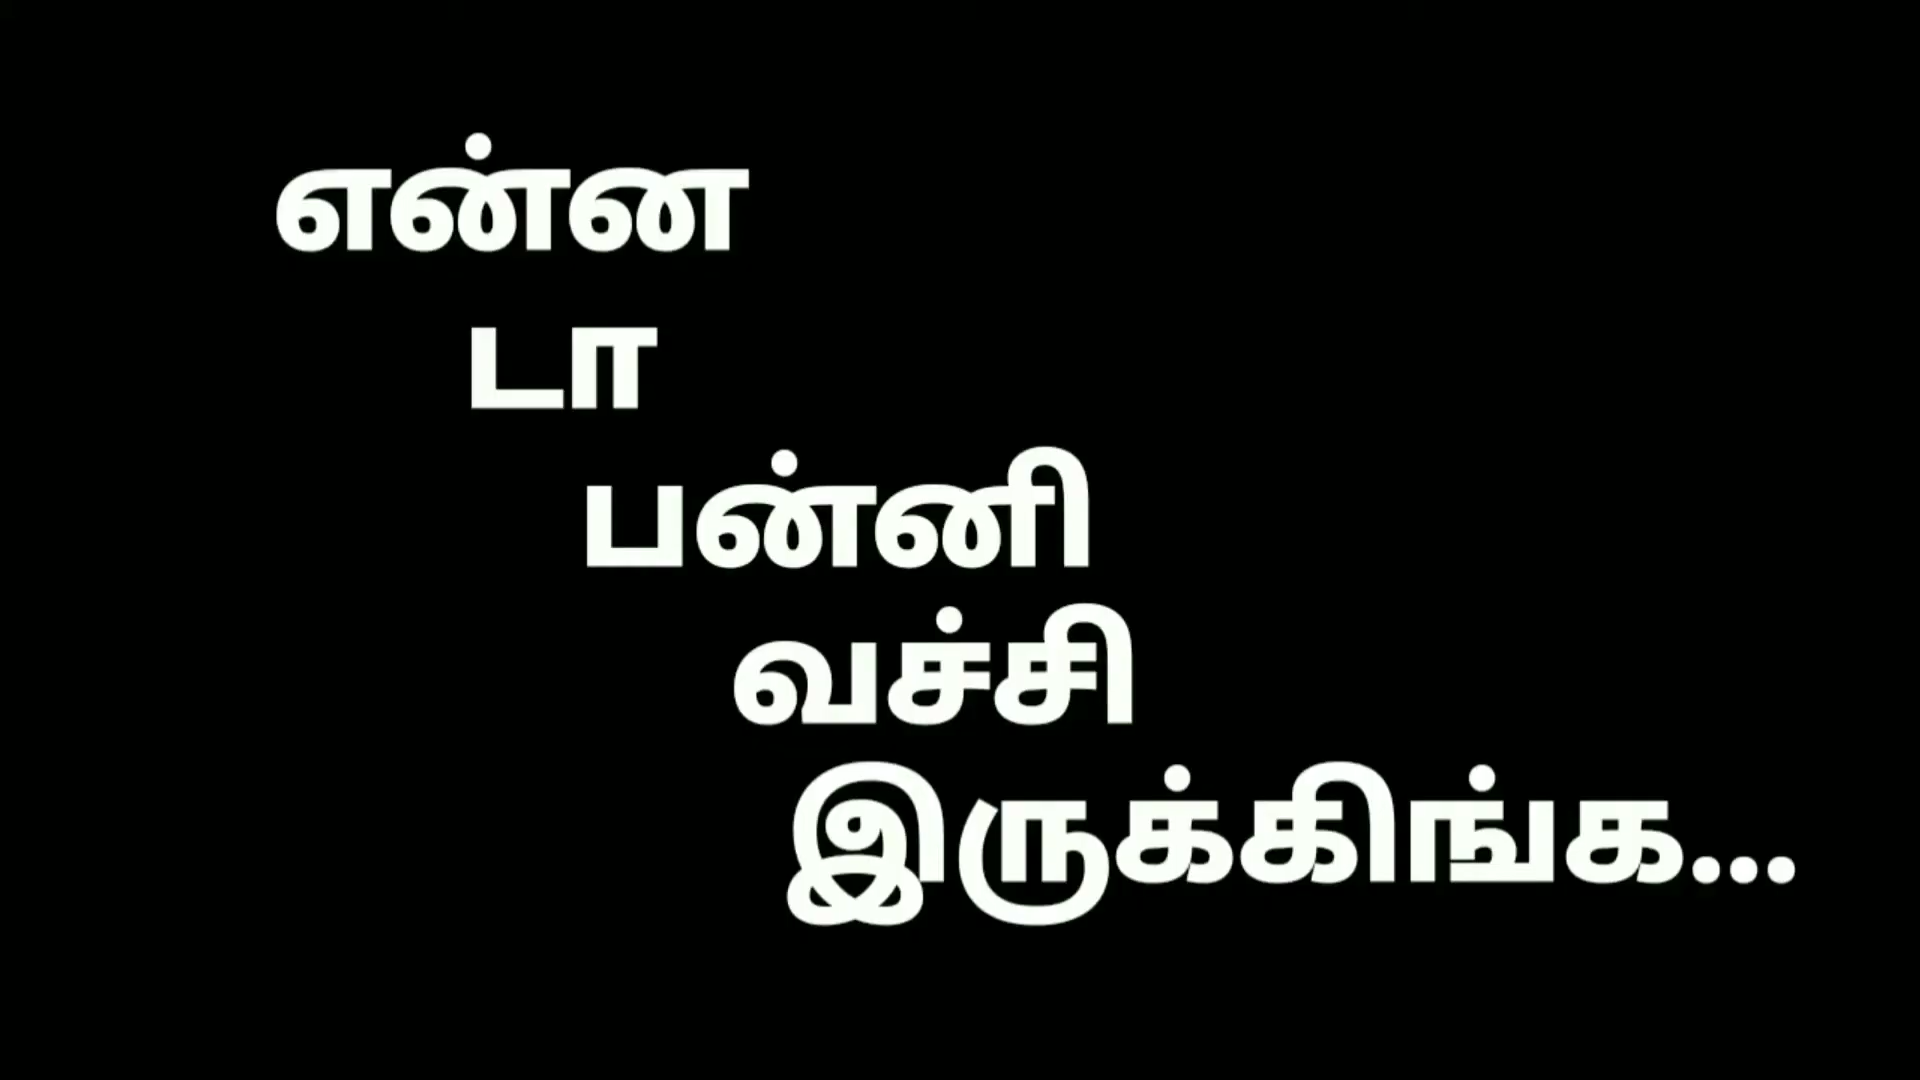 என்ன
டா
பன்னி
வச்சி
இருக்கிங்க...